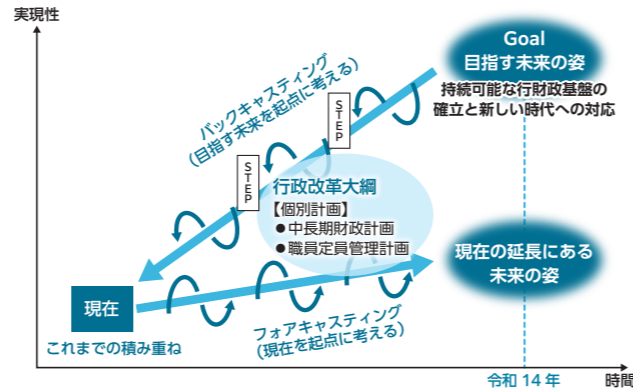 実現性
Goal
目指す未来の姿
持続可能な行財政基盤の
確立と新しい時代への対応
バックキャスティング
（目指す未来を起点に考える）
STEP
STEP
行政改革大綱
【個別計画】
●中長期財政計画
●職員定員管理計画
現在の延長にある
未来の姿
現在
これまでの積み重ね
フォアキャスティング
（現在を起点に考える）
令和14年
時間